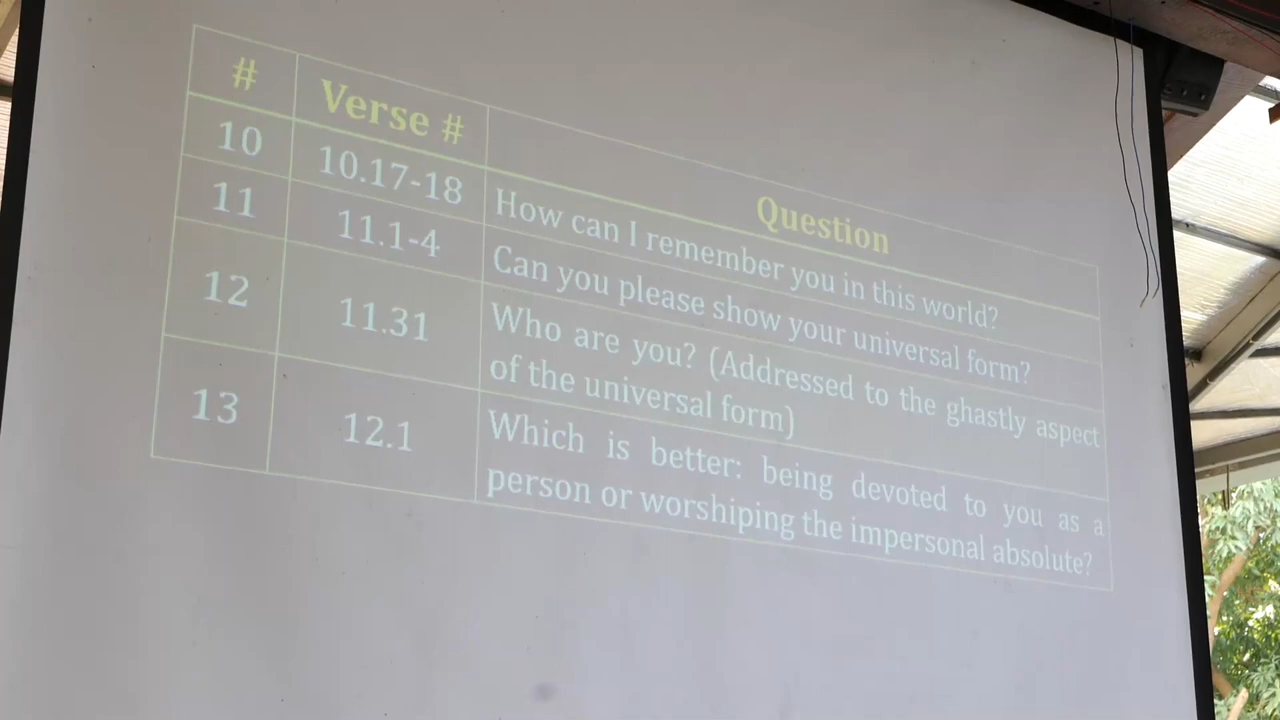 # Verse # Question
10 10.17-18 How can I remember you in this world?
11 11.1-4 Can you please show your universal form?
12 11.31 Who are you? (Addressed to the ghastly aspect
of the universal form)
13 12.1 Which is better: being devoted to you as a
person or worshiping the impersonal absolute?